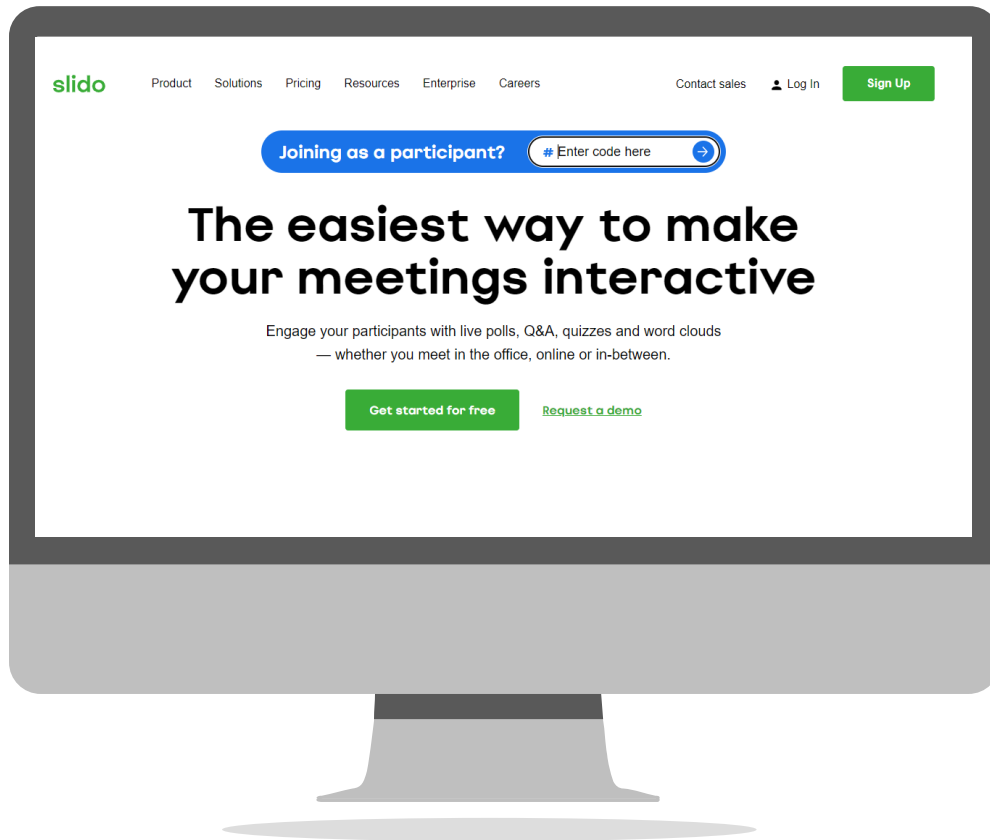 slido Product Solutions Pricing Resources Enterprise Careers Contact sales Log In Sign Up
Joining as a participant? # Enter code here
The easiest way to make
your meetings interactive
Engage your participants with live polls, Q&A, quizzes and word clouds
— whether you meet in the office, online or in-between.
Get started for free Request a demo